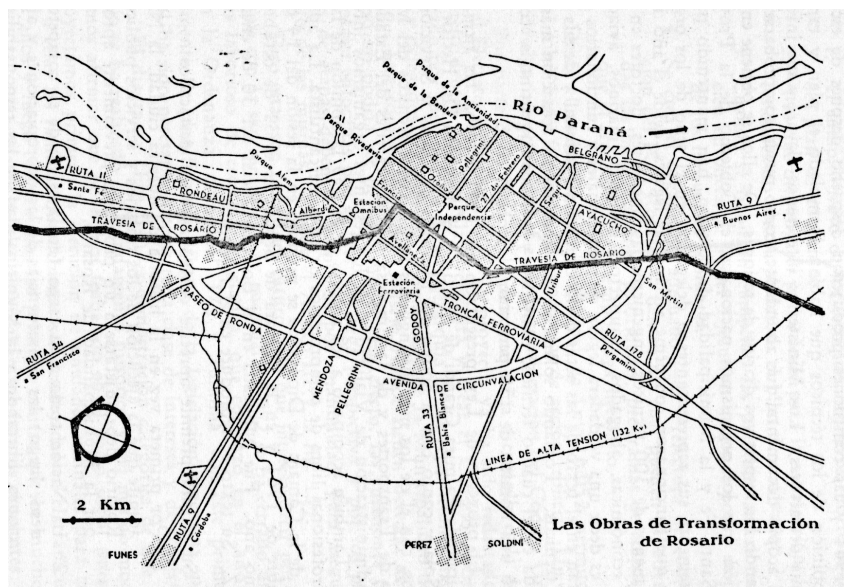 Parque de la Ancianidad
Parque de la Bandera
Río Paraná
Parque Rivadavia
Parque Alem
BELGRANO
RUTA 11
a Santa Fe
RONDEAU
Alberdi
Estación
Omnibus
Francia
Oroño
Pellegrini
27 de Febrero
Parque
Independencia
Seguí
AYACUCHO
RUTA 9
a Buenos Aires
TRAVESIA DE ROSARIO
Avellaneda
TRAVESIA DE ROSARIO
Estación
Ferroviaria
San Martín
PASEO DE RONDA
TRONCAL FERROVIARIA
GODOY
RUTA 34
a San Francisco
MENDOZA
PELLEGRINI
AVENIDA DE CIRCUNVALACION
RUTA 178
Pergamino
RUTA 33
a Bahía Blanca
LINEA DE ALTA TENSION (132 Kv)
2 Km
RUTA 9
a Cordoba
FUNES
PEREZ
SOLDINI
Las Obras de Transformación
de Rosario